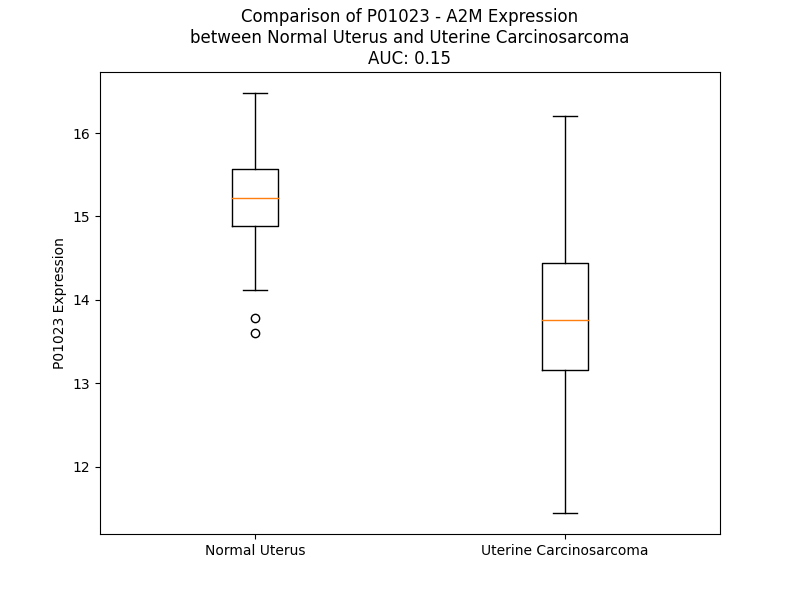 Comparison of P01023 - A2M Expression
between Normal Uterus and Uterine Carcinosarcoma
AUC: 0.15
16
15
14
13
12
P01023 Expression
Normal Uterus
Uterine Carcinosarcoma